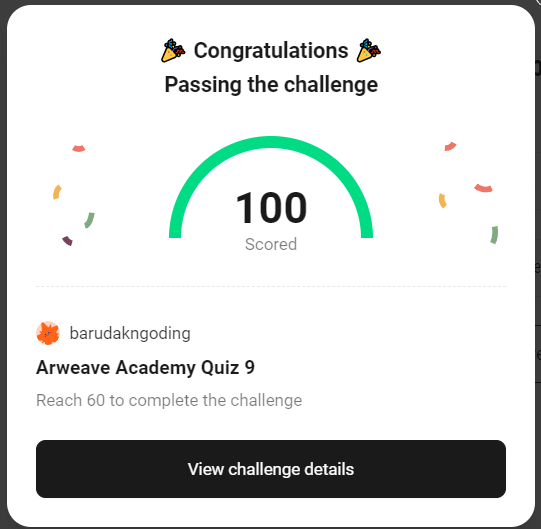 🎉 Congratulations 🎉
Passing the challenge
100
Scored
barudakngoding
Arweave Academy Quiz 9
Reach 60 to complete the challenge
View challenge details